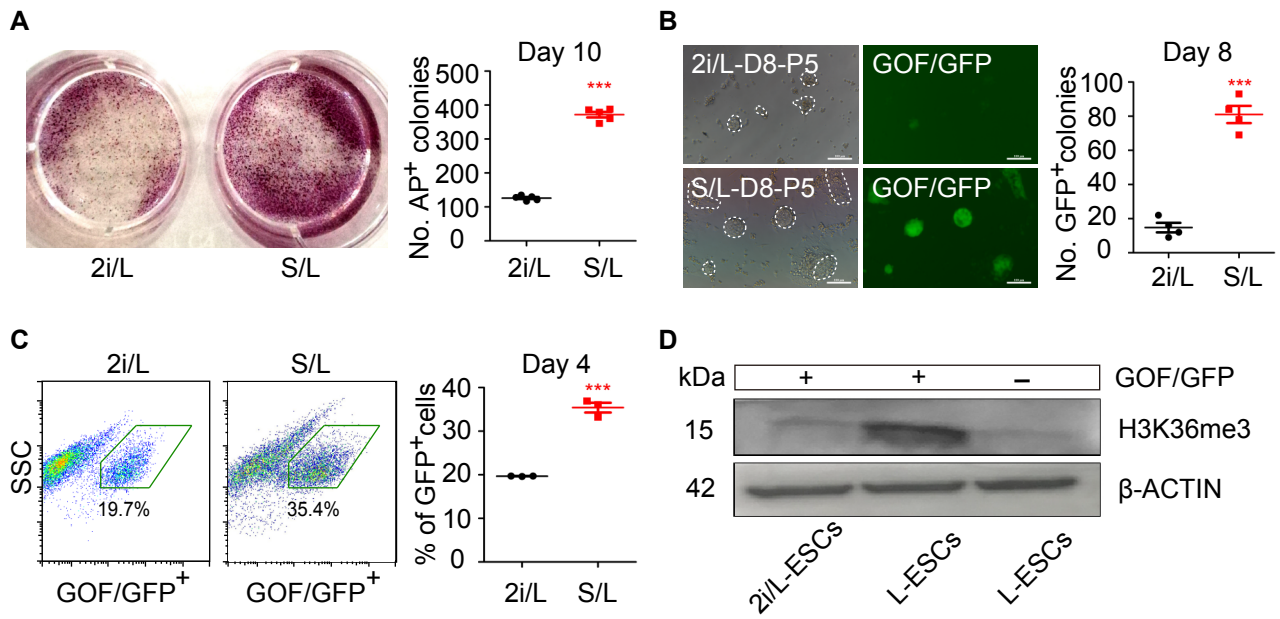 A
2i/L
S/L
Day 10
No. AP+ colonies
500
400
300
200
100
0
***
2i/L
S/L
B
2i/L-D8-P5
GOF/GFP
S/L-D8-P5
GOF/GFP
Day 8
No. GFP+colonies
100
80
60
40
20
0
***
2i/L
S/L
C
2i/L
S/L
SSC
19.7%
35.4%
GOF/GFP+
GOF/GFP+
Day 4
% of GFP+cells
40
30
20
10
0
***
2i/L
S/L
D
kDa
+ + − GOF/GFP
15 H3K36me3
42 β-ACTIN
2i/L-ESCs
L-ESCs
L-ESCs